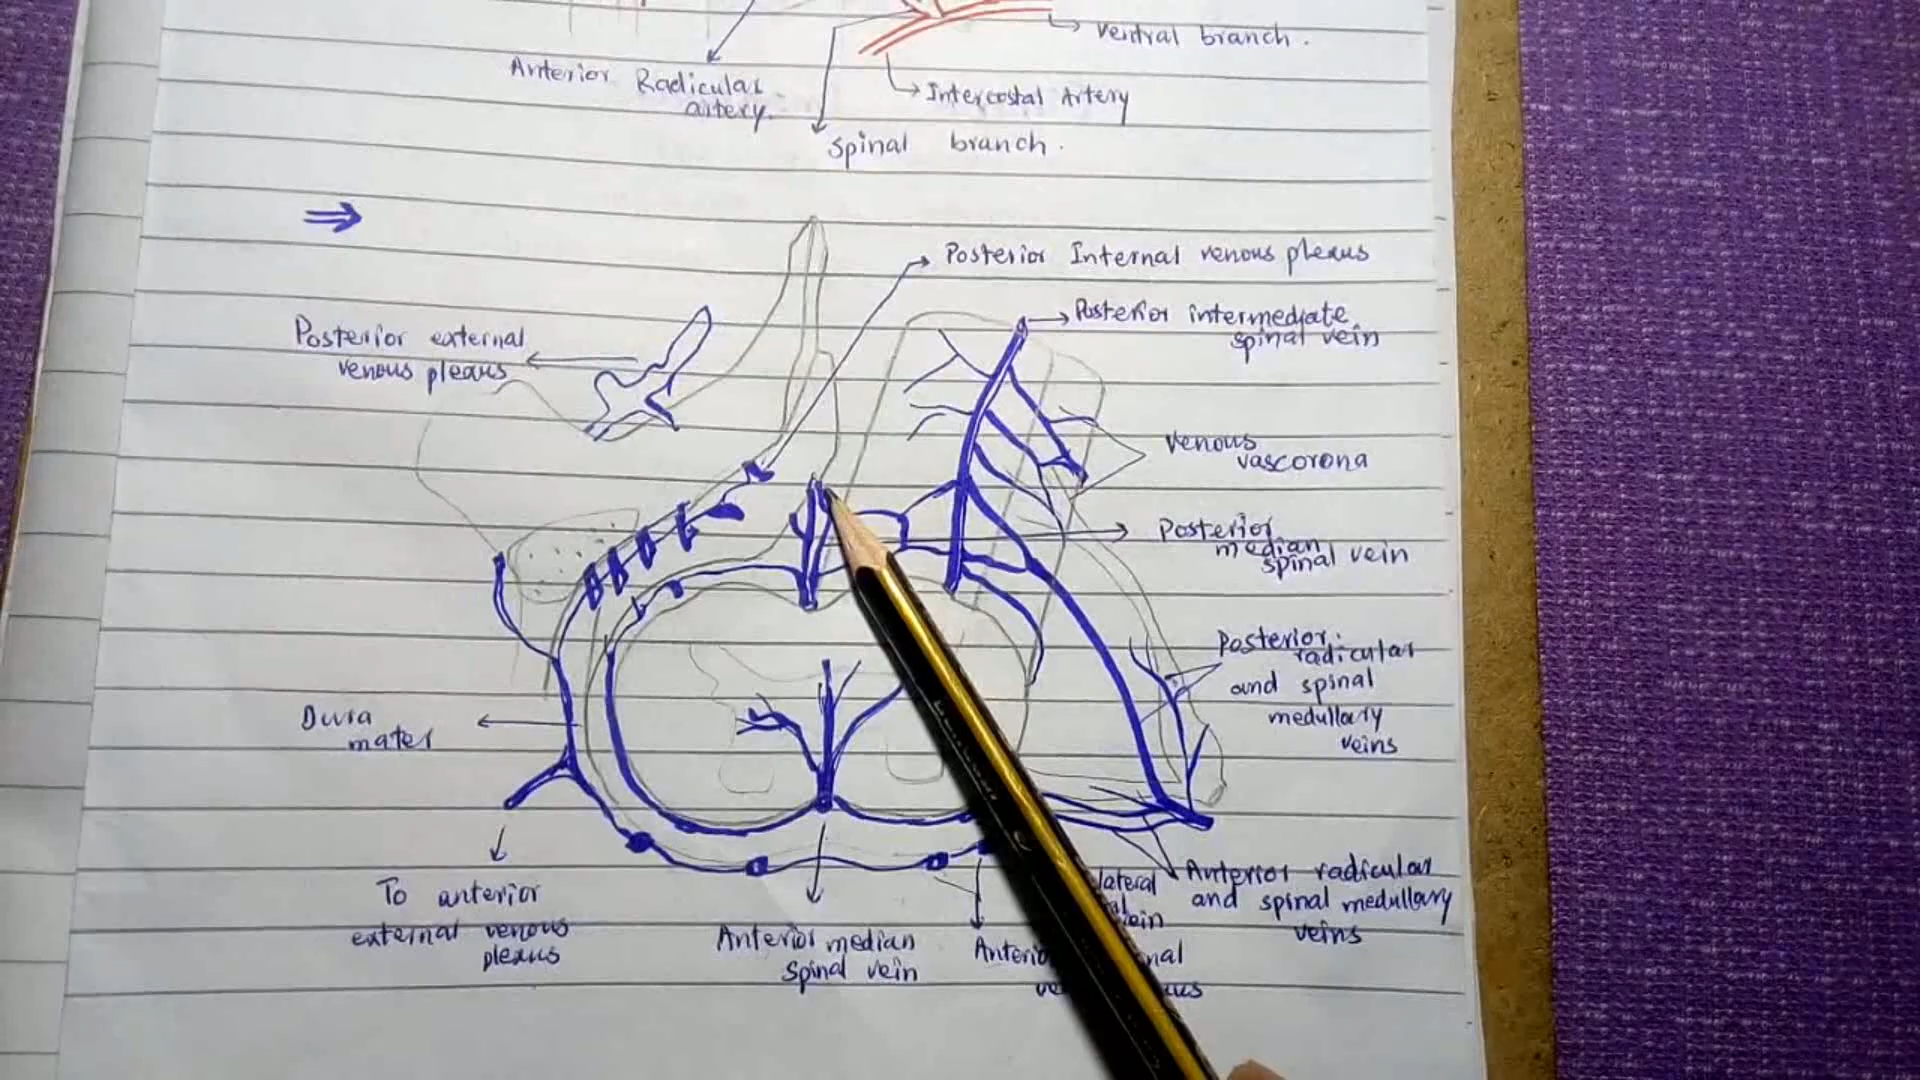 Ventral branch.
Anterior Radicular
artery.
Intercostal Artery
Spinal branch.
Posterior Internal venous plexus
Posterior intermediate
spinal vein
Posterior external
venous plexus
Venous
vascorona
Posterior
median
spinal vein
Posterior
radicular
and spinal
medullary
veins
Dura
mater
To anterior
external venous
plexus
Anterior median
Spinal vein
lateral
Anterior radicular
and spinal medullary
veins